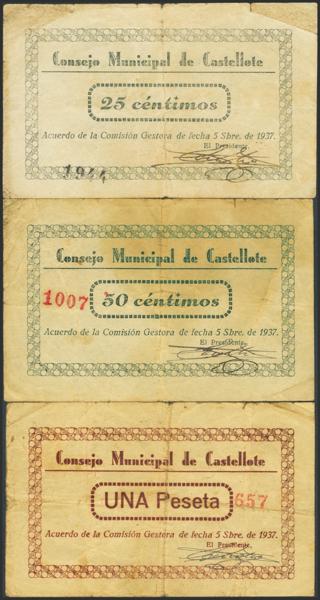 Consejo Municipal de Castellote
25 céntimos
Acuerdo de la Comisión Gestora de fecha 5 Sbre. de 1937.
El Presidente,
1944
Consejo Municipal de Castellote
1007
50 céntimos
Acuerdo de la Comisión Gestora de fecha 5 Sbre. de 1937.
El Presidente,
Consejo Municipal de Castellote
UNA Peseta 657
Acuerdo de la Comisión Gestora de fecha 5 Sbre. de 1937.
El Presidente,